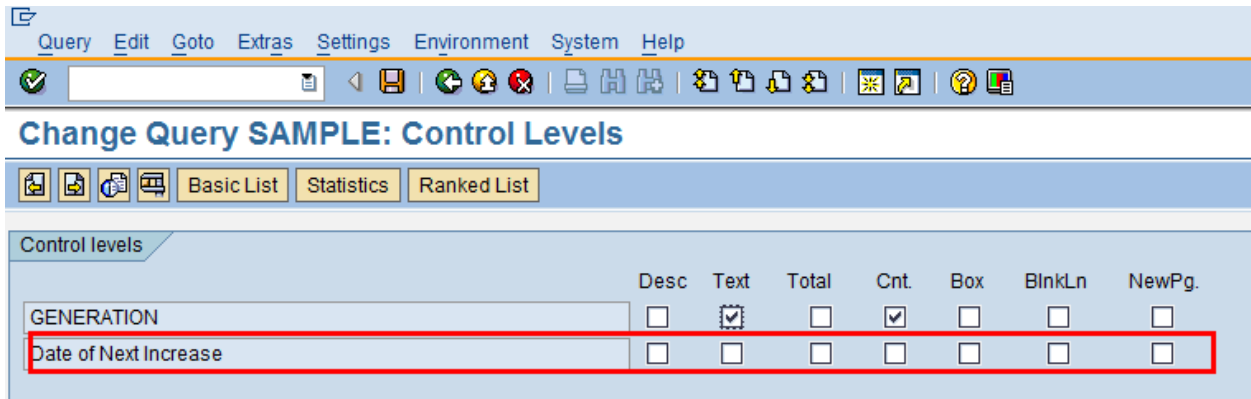 Query Edit Goto Extras Settings Environment System Help
Change Query SAMPLE: Control Levels
Basic List Statistics Ranked List
Control levels
Desc Text Total Cnt. Box BlnkLn NewPg.
GENERATION
Date of Next Increase